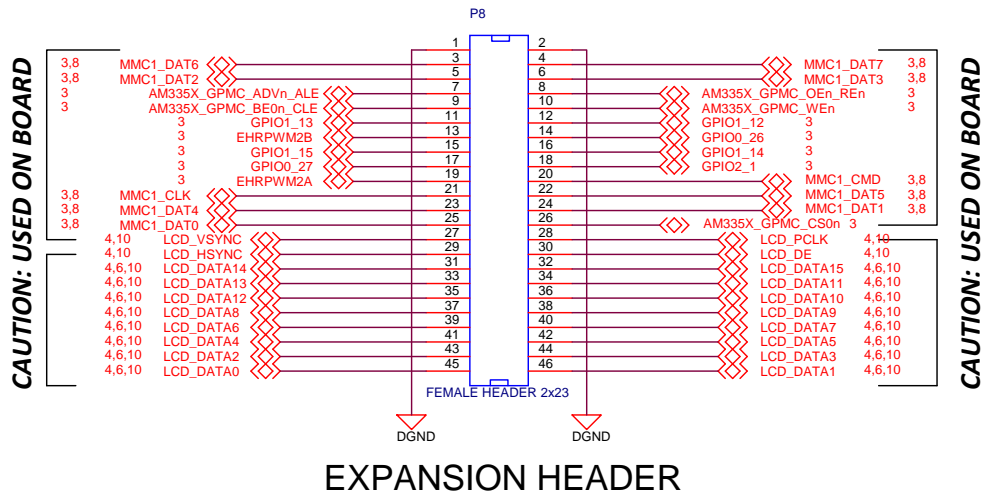 P8
CAUTION: USED ON BOARD
CAUTION: USED ON BOARD
1 2
3,8 MMC1_DAT6 3 4 MMC1_DAT7 3,8
3,8 MMC1_DAT2 5 6 MMC1_DAT3 3,8
3 AM335X_GPMC_ADVn_ALE 7 8 AM335X_GPMC_OEn_REn 3
3 AM335X_GPMC_BE0n_CLE 9 10 AM335X_GPMC_WEn 3
3 GPIO1_13 11 12 GPIO1_12 3
3 EHRPWM2B 13 14 GPIO0_26 3
3 GPIO1_15 15 16 GPIO1_14 3
3 GPIO0_27 17 18 GPIO2_1 3
3 EHRPWM2A 19 20 MMC1_CMD 3,8
3,8 MMC1_CLK 21 22 MMC1_DAT5 3,8
3,8 MMC1_DAT4 23 24 MMC1_DAT1 3,8
3,8 MMC1_DAT0 25 26 AM335X_GPMC_CS0n 3
4,10 LCD_VSYNC 27 28 LCD_PCLK 4,10
4,10 LCD_HSYNC 29 30 LCD_DE 4,10
4,6,10 LCD_DATA14 31 32 LCD_DATA15 4,6,10
4,6,10 LCD_DATA13 33 34 LCD_DATA11 4,6,10
4,6,10 LCD_DATA12 35 36 LCD_DATA10 4,6,10
4,6,10 LCD_DATA8 37 38 LCD_DATA9 4,6,10
4,6,10 LCD_DATA6 39 40 LCD_DATA7 4,6,10
4,6,10 LCD_DATA4 41 42 LCD_DATA5 4,6,10
4,6,10 LCD_DATA2 43 44 LCD_DATA3 4,6,10
4,6,10 LCD_DATA0 45 46 LCD_DATA1 4,6,10
FEMALE HEADER 2x23
DGND DGND
EXPANSION HEADER